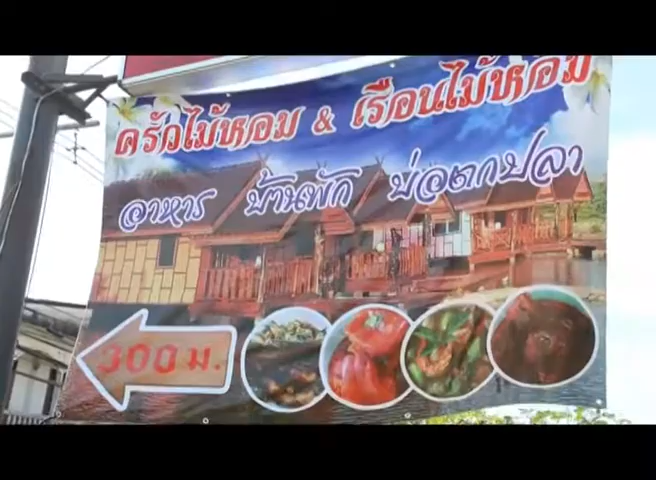 ครัวไม้หอม & เรือนไม้หอม
อาหาร บ้านพัก บ่อตกปลา
300 ม.